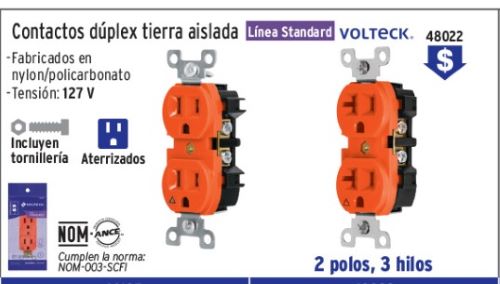 Contactos dúplex tierra aislada Línea Standard VOLTECK® 48022
-Fabricados en
nylon/policarbonato
-Tensión: 127 V
$
Incluyen
tornillería
Aterrizados
VOLTECK
NOM ANCE
Cumplen la norma:
NOM-003-SCFI
2 polos, 3 hilos